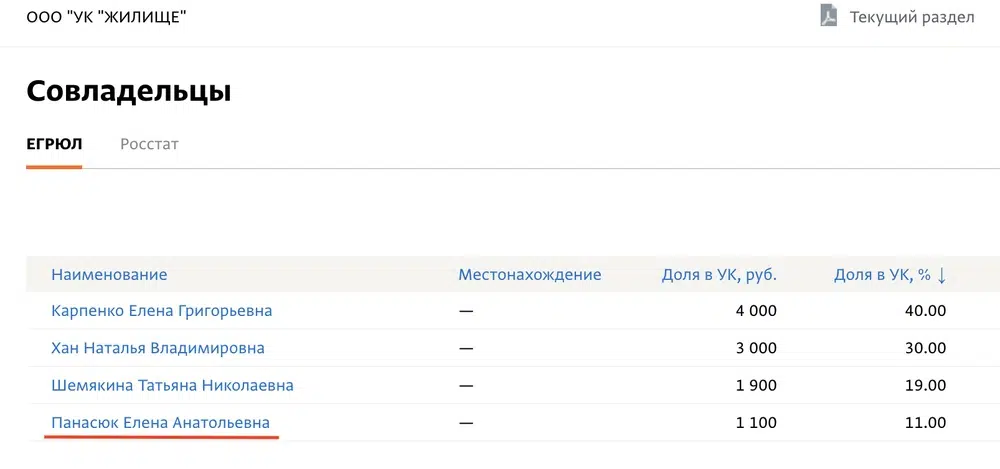 ООО "УК "ЖИЛИЩЕ" Текущий раздел
Совладельцы
ЕГРЮЛ Росстат
Наименование Местонахождение Доля в УК, руб. Доля в УК, % ↓
Карпенко Елена Григорьевна — 4 000 40.00
Хан Наталья Владимировна — 3 000 30.00
Шемякина Татьяна Николаевна — 1 900 19.00
Панасюк Елена Анатольевна — 1 100 11.00